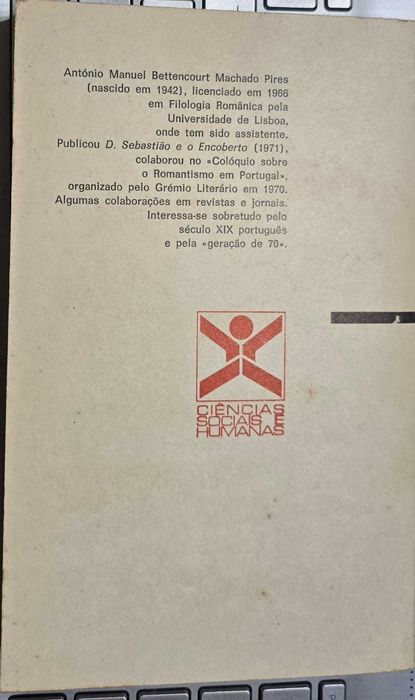 António Manuel Bettencourt Machado Pires
(nascido em 1942), licenciado em 1966
em Filologia Românica pela
Universidade de Lisboa,
onde tem sido assistente.
Publicou D. Sebastião e o Encoberto (1971),
colaborou no «Colóquio sobre
o Romantismo em Portugal»,
organizado pelo Grémio Literário em 1970.
Algumas colaborações em revistas e jornais.
Interessa-se sobretudo pelo
século XIX português
e pela «geração de 70».
CIÊNCIAS
SOCIAIS E
HUMANAS